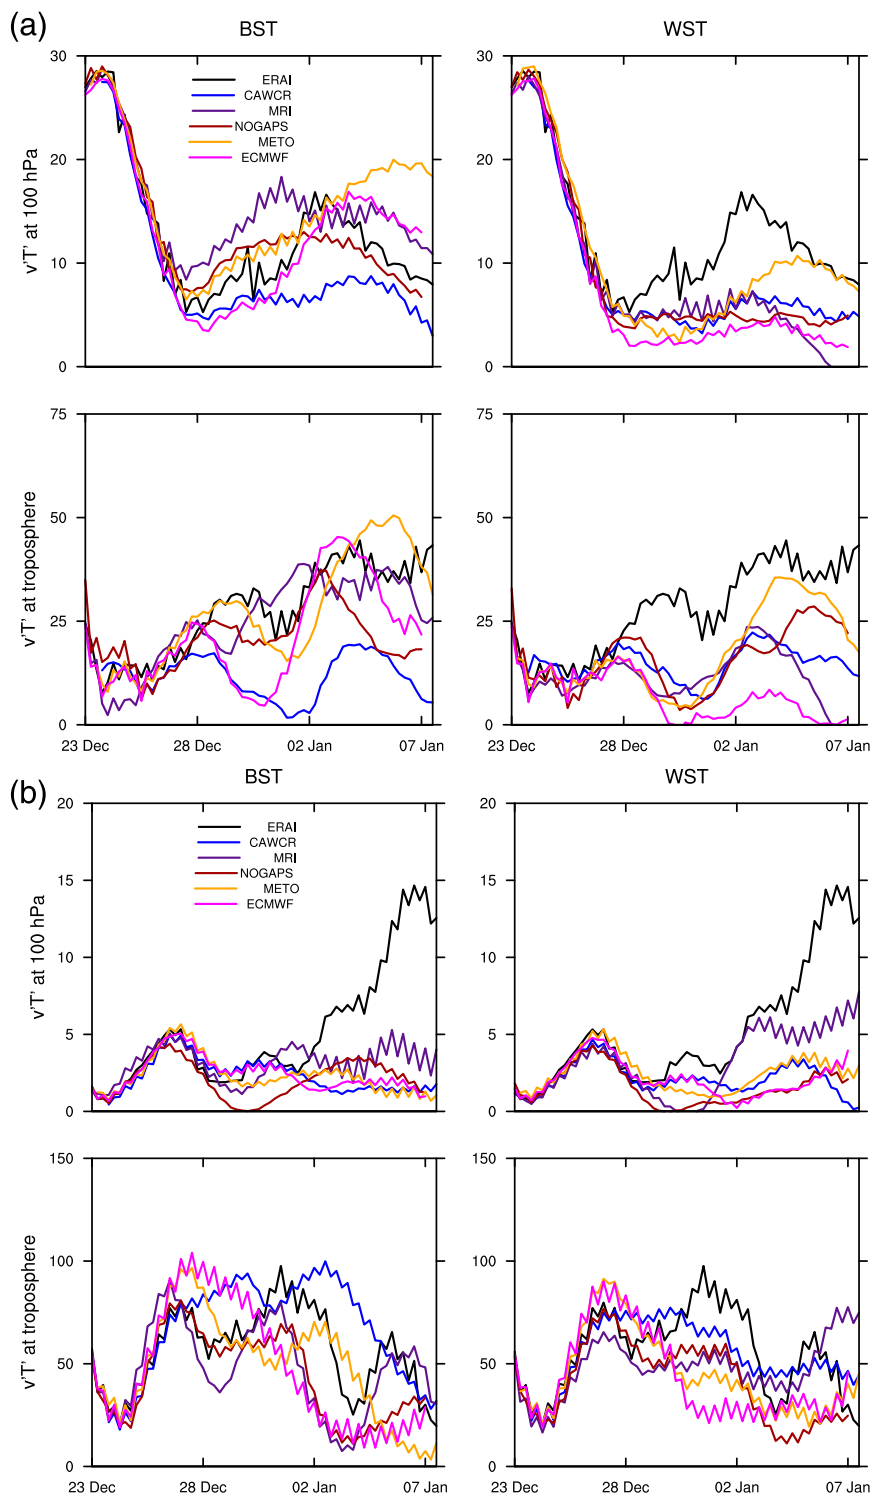 (a)
BST WST
30
20
10
0
v'T' at 100 hPa
ERAI
CAWCR
MRI
NOGAPS
METO
ECMWF
30
20
10
0
75
50
25
0
v'T' at troposphere
23 Dec 28 Dec 02 Jan 07 Jan
75
50
25
0
23 Dec 28 Dec 02 Jan 07 Jan
(b)
BST WST
20
15
10
5
0
v'T' at 100 hPa
ERAI
CAWCR
MRI
NOGAPS
METO
ECMWF
20
15
10
5
0
150
100
50
0
v'T' at troposphere
23 Dec 28 Dec 02 Jan 07 Jan
150
100
50
0
23 Dec 28 Dec 02 Jan 07 Jan